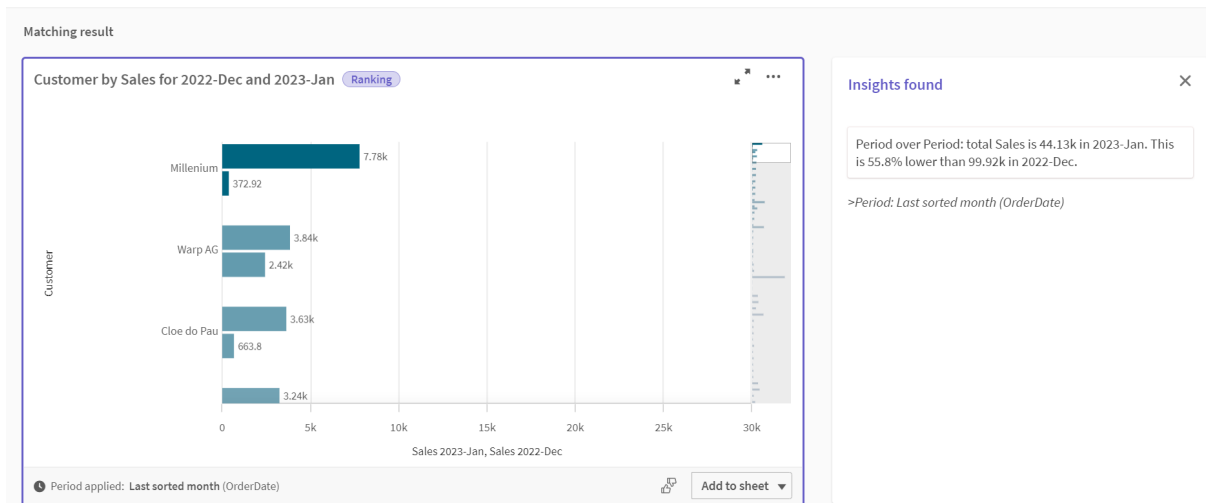 Matching result
Customer by Sales for 2022-Dec and 2023-Jan Ranking
Insights found
Period over Period: total Sales is 44.13k in 2023-Jan. This
is 55.8% lower than 99.92k in 2022-Dec.
>Period: Last sorted month (OrderDate)
Customer
Millenium
7.78k
372.92
Warp AG
3.84k
2.42k
Cloe do Pau
3.63k
663.8
3.24k
0 5k 10k 15k 20k 25k 30k
Sales 2023-Jan, Sales 2022-Dec
Period applied: Last sorted month (OrderDate)
Add to sheet